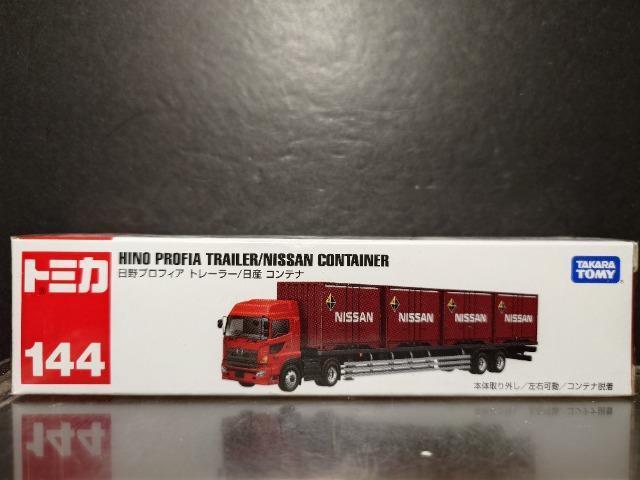 トミカ
144
HINO PROFIA TRAILER/NISSAN CONTAINER
日野プロフィア トレーラー/日産 コンテナ
TAKARA
TOMY
NISSAN NISSAN NISSAN NISSAN
本体取り外し/左右可動/コンテナ脱着